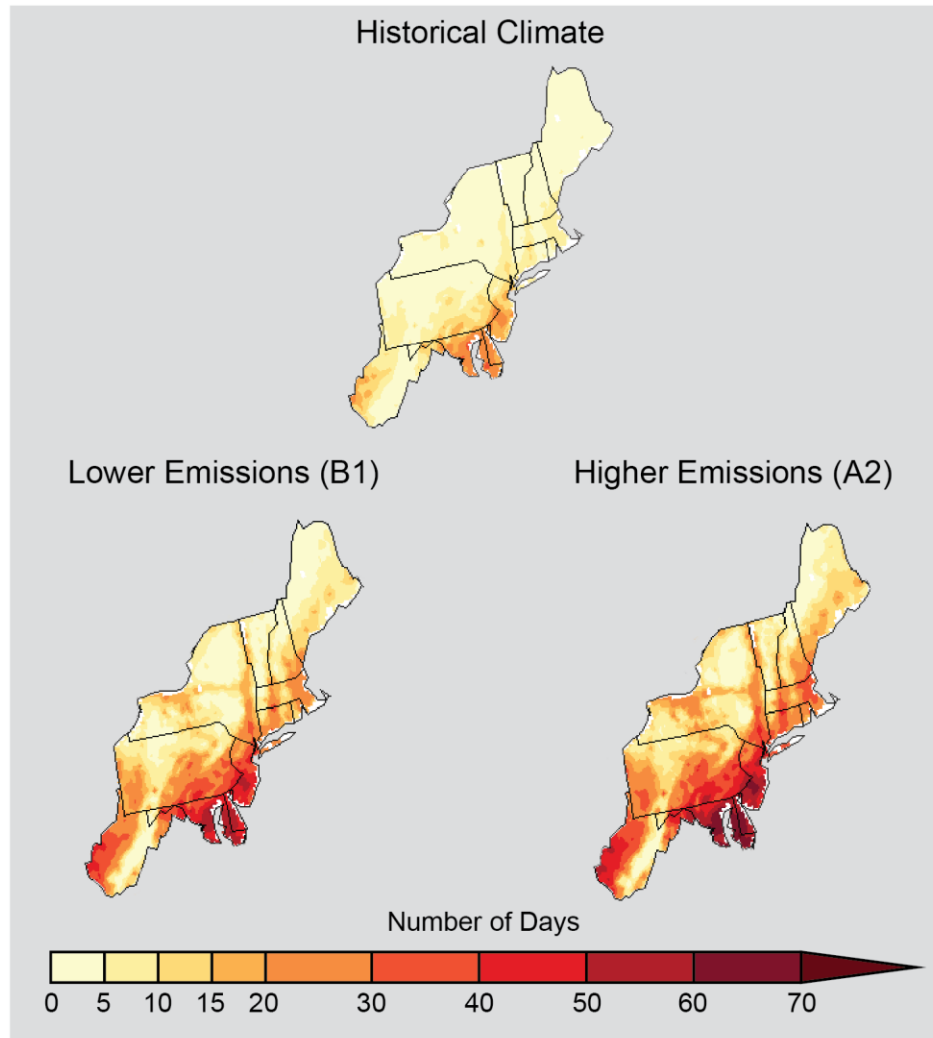 Historical Climate
Lower Emissions (B1)
Higher Emissions (A2)
Number of Days
0 5 10 15 20 30 40 50 60 70